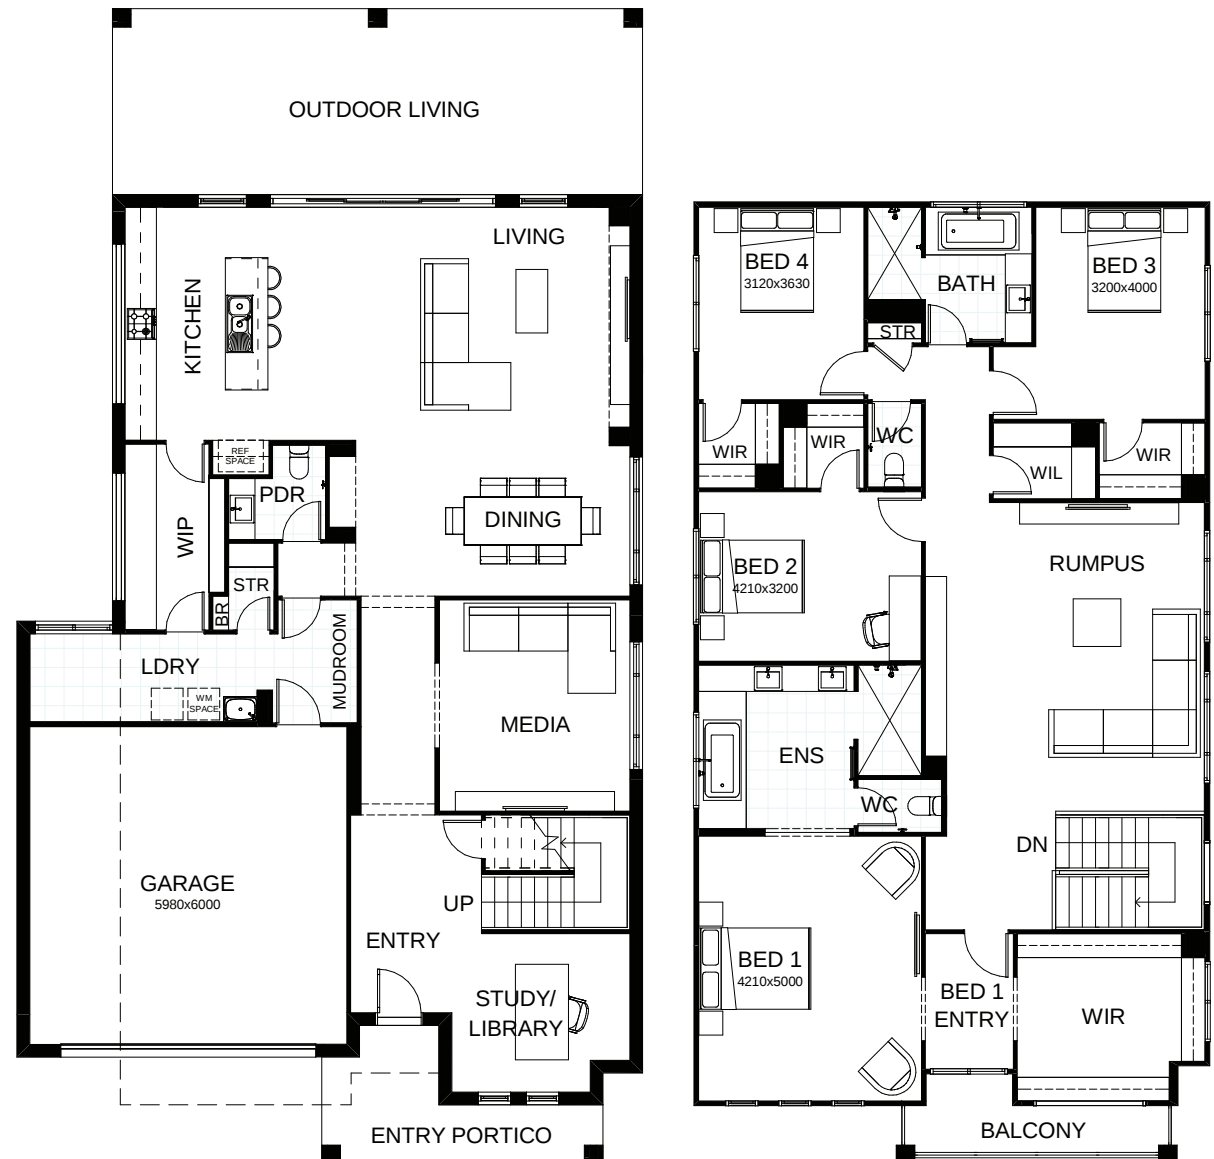 OUTDOOR LIVING
LIVING
KITCHEN
REF
SPACE
PDR
WIP
DINING
STR
BR
LDRY
MUDROOM
WM
SPACE
MEDIA
GARAGE
5980x6000
UP
ENTRY
STUDY/
LIBRARY
ENTRY PORTICO
BED 4
3120x3630
BATH
BED 3
3200x4000
STR
WIR
WIR
WC
WIL
WIR
BED 2
4210x3200
RUMPUS
ENS
WC
DN
BED 1
4210x5000
BED 1
ENTRY
WIR
BALCONY